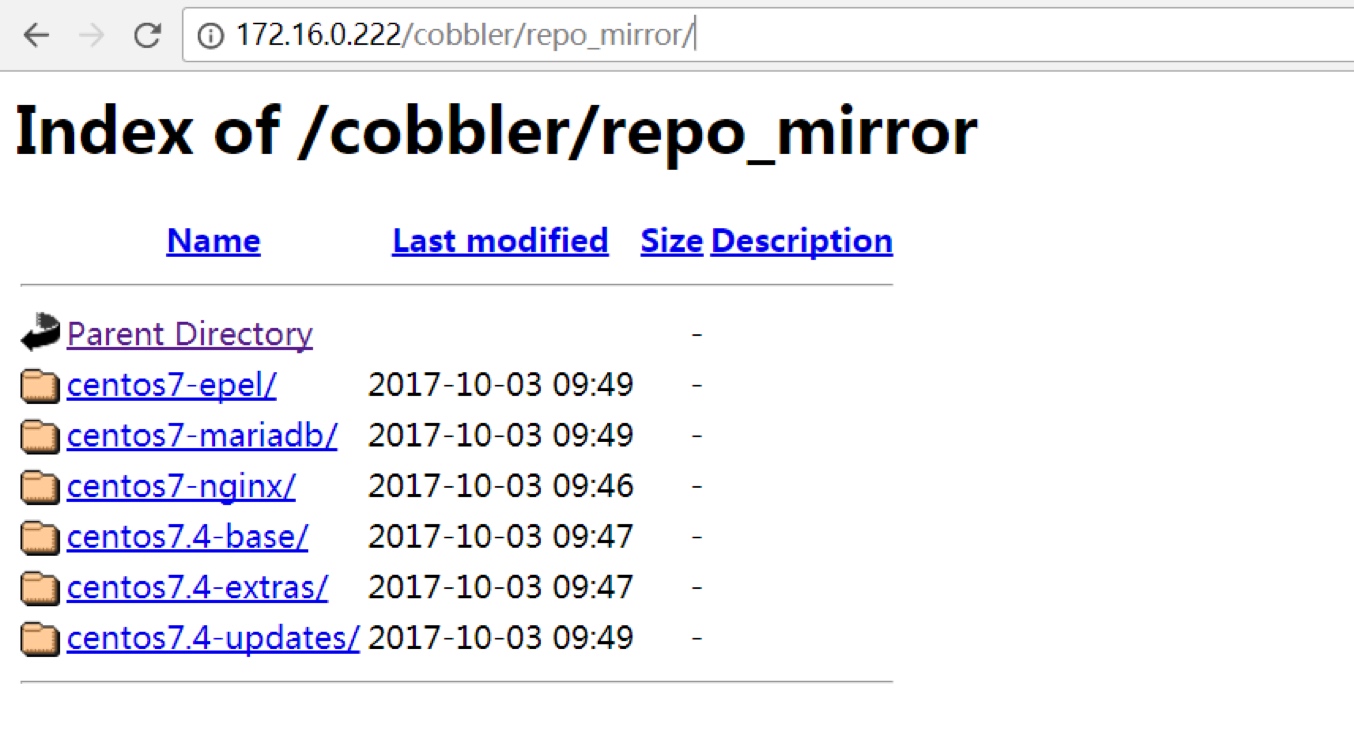 172.16.0.222/cobbler/repo_mirror/
Index of /cobbler/repo_mirror
Name Last modified Size Description
Parent Directory -
centos7-epel/ 2017-10-03 09:49 -
centos7-mariadb/ 2017-10-03 09:49 -
centos7-nginx/ 2017-10-03 09:46 -
centos7.4-base/ 2017-10-03 09:47 -
centos7.4-extras/ 2017-10-03 09:47 -
centos7.4-updates/ 2017-10-03 09:49 -